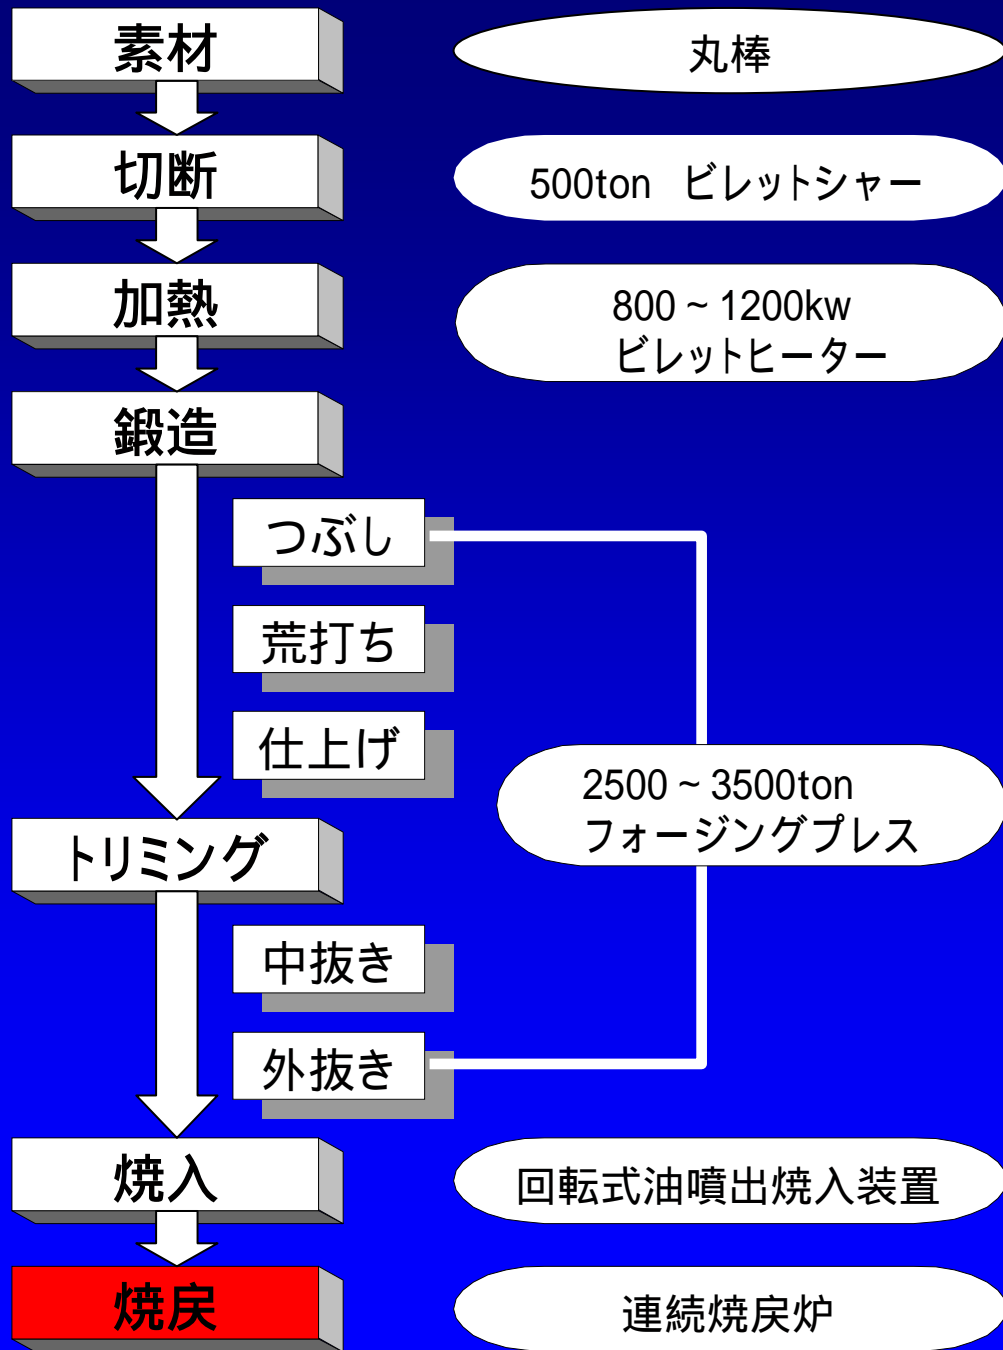 素材
丸棒
切断
500ton ビレットシャー
加熱
800～1200kw
ビレットヒーター
鍛造
つぶし
荒打ち
仕上げ
2500～3500ton
フォージングプレス
トリミング
中抜き
外抜き
焼入
回転式油噴出焼入装置
焼戻
連続焼戻炉